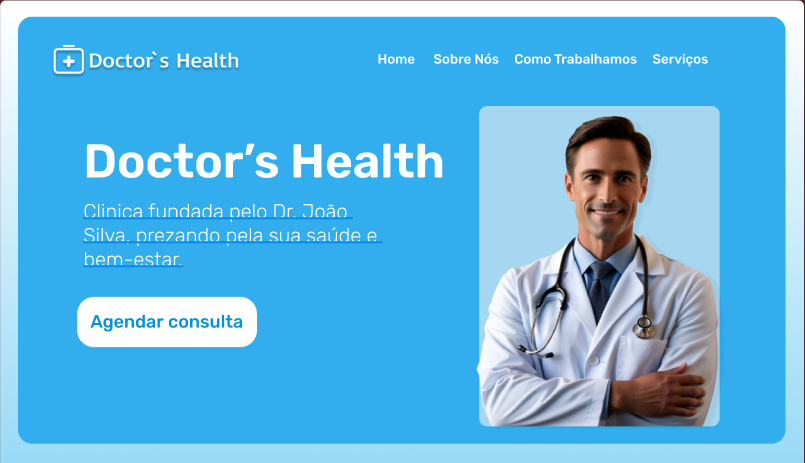 Doctor`s Health
Home Sobre Nós Como Trabalhamos Serviços
Doctor’s Health
Clinica fundada pelo Dr. João
Silva, prezando pela sua saúde e
bem-estar.
Agendar consulta